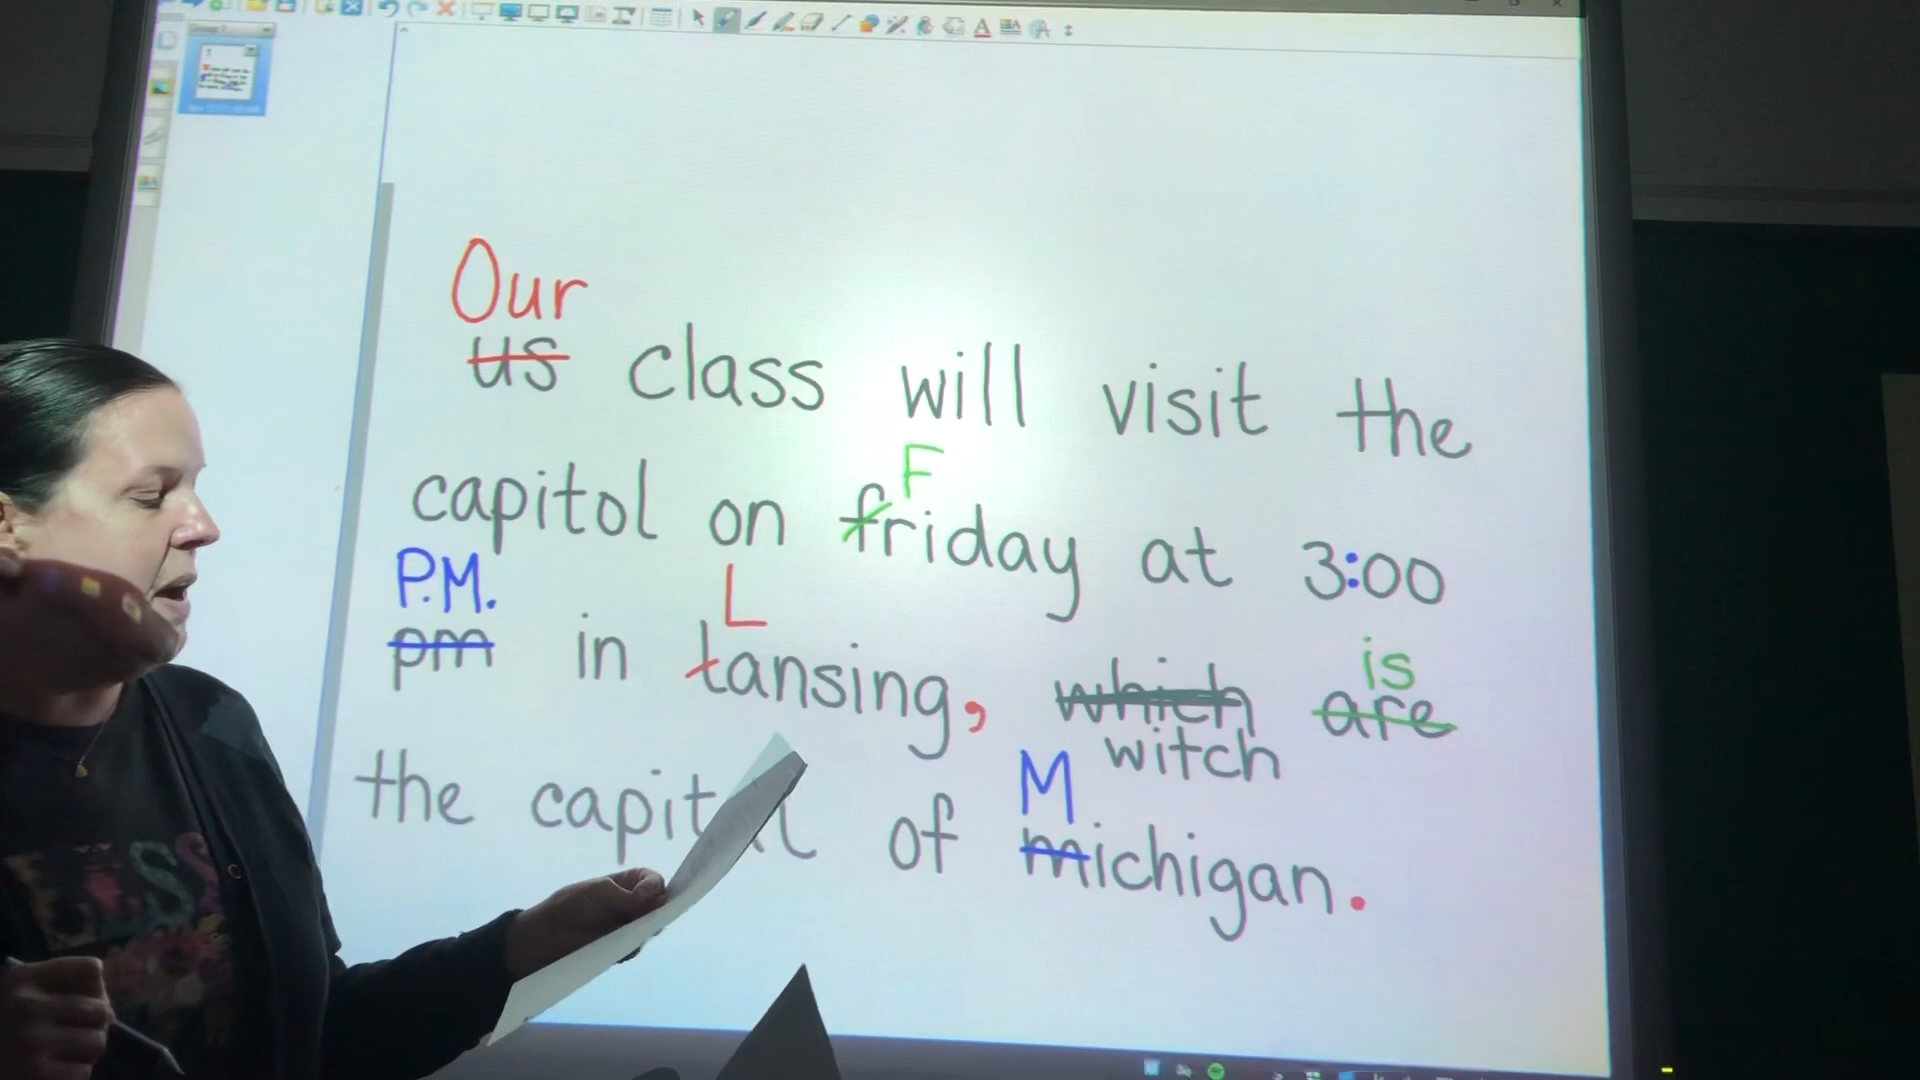 Our
us class will visit the
F
capitol on friday at 3:00
P.M. L is
pm in lansing, which are
M witch
the capital of michigan.